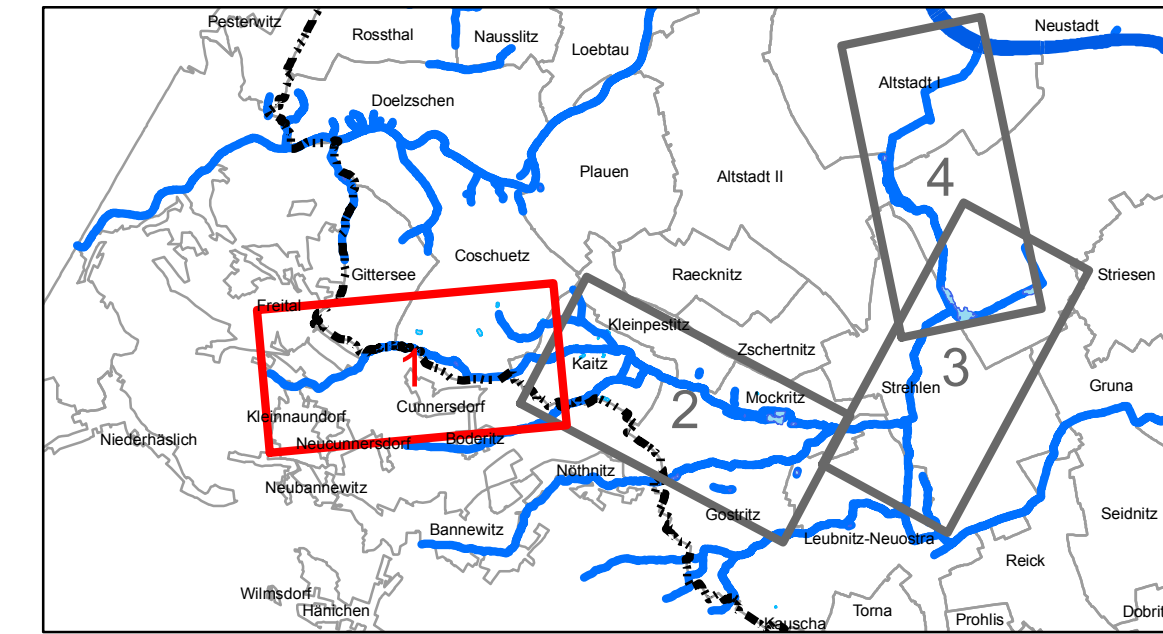 Pesterwitz
Rossthal
Nausslitz
Loebtau
Neustadt
Altstadt I
Doelzschen
Plauen
Altstadt II
4
Coschuetz
Gittersee
Raecknitz
Striesen
Freital
Kleinpestitz
Zschertnitz
Kaitz
1
3
Strehlen
Gruna
Mockritz
2
Cunnersdorf
Kleinnaundorf
Niederhäslich
Neucunnersdorf
Boderitz
Nöthnitz
Neubannewitz
Gostritz
Seidnitz
Bannewitz
Leubnitz-Neuostra
Reick
Wilmsdorf
Hänichen
Torna
Prohlis
Dobrit
Kauscha